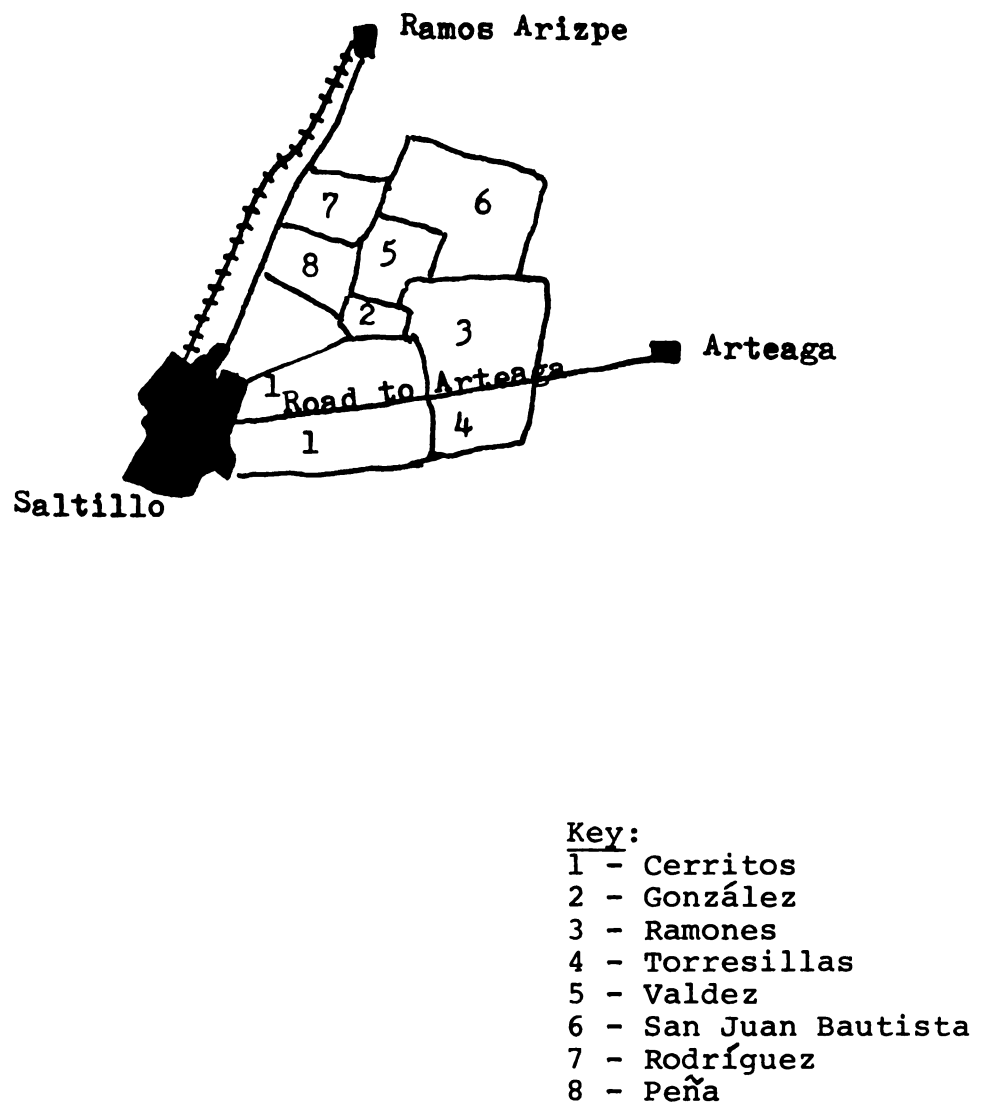 Ramos Arizpe
7
6
8
5
2
3
Arteaga
1
Road to Arteaga
4
1
Saltillo
Key:
1 - Cerritos
2 - González
3 - Ramones
4 - Torresillas
5 - Valdez
6 - San Juan Bautista
7 - Rodríguez
8 - Peña